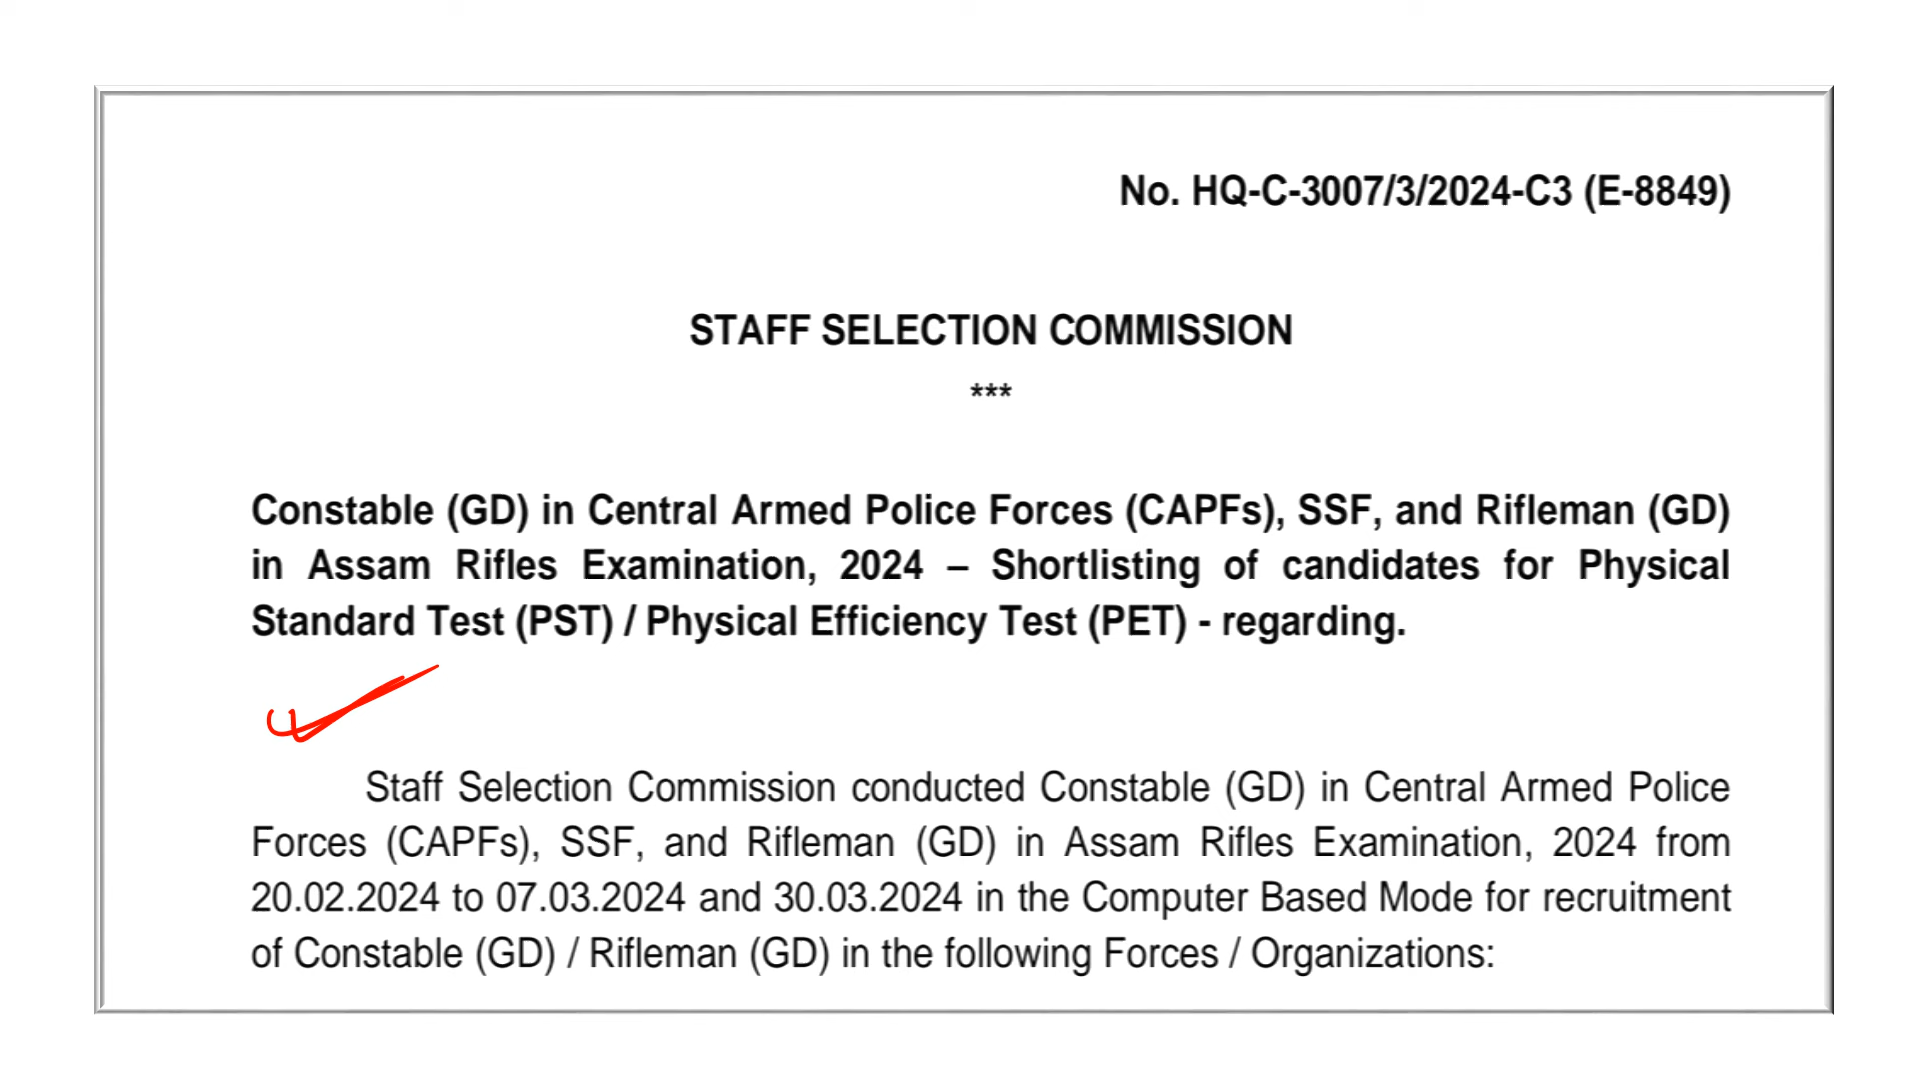 No. HQ-C-3007/3/2024-C3 (E-8849)
STAFF SELECTION COMMISSION
***
Constable (GD) in Central Armed Police Forces (CAPFs), SSF, and Rifleman (GD)
in Assam Rifles Examination, 2024 – Shortlisting of candidates for Physical
Standard Test (PST) / Physical Efficiency Test (PET) - regarding.
Staff Selection Commission conducted Constable (GD) in Central Armed Police
Forces (CAPFs), SSF, and Rifleman (GD) in Assam Rifles Examination, 2024 from
20.02.2024 to 07.03.2024 and 30.03.2024 in the Computer Based Mode for recruitment
of Constable (GD) / Rifleman (GD) in the following Forces / Organizations: